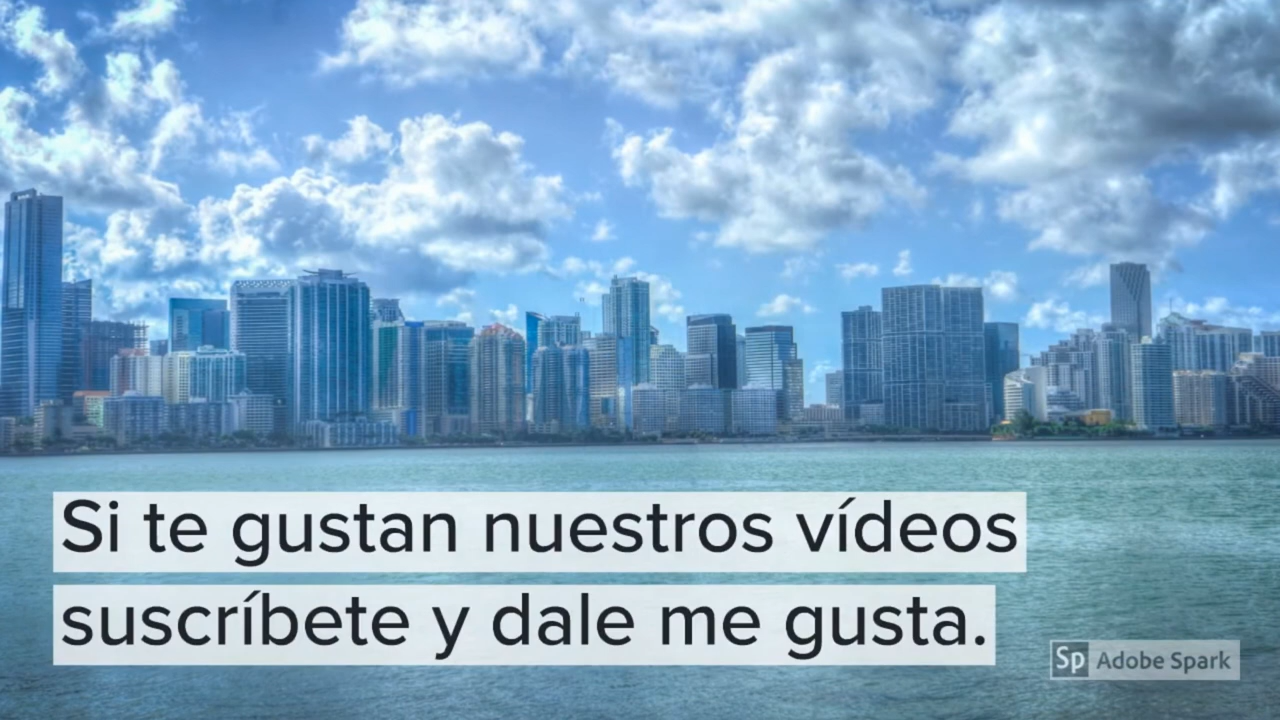 Si te gustan nuestros vídeos
suscríbete y dale me gusta.
Sp Adobe Spark